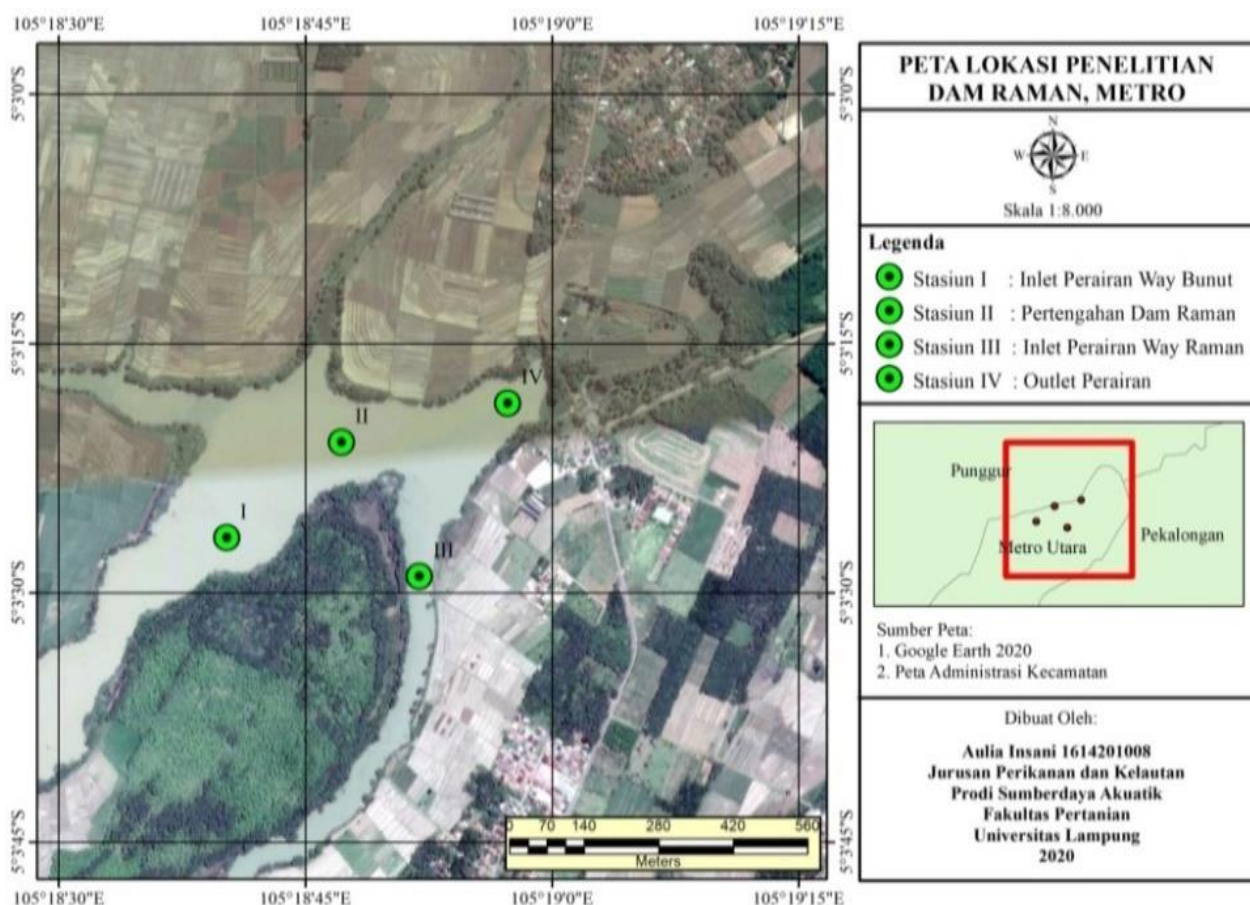 105°18'30"E 105°18'45"E 105°19'0"E 105°19'15"E
5°3'0"S
5°3'15"S
5°3'30"S
5°3'45"S
I
II
III
IV
0 70 140 280 420 560
Meters
5°3'0"S
5°3'15"S
5°3'30"S
5°3'45"S
105°18'30"E 105°18'45"E 105°19'0"E 105°19'15"E
PETA LOKASI PENELITIAN
DAM RAMAN, METRO
N
W E
S
Skala 1:8.000
Legenda
Stasiun I : Inlet Perairan Way Bunut
Stasiun II : Pertengahan Dam Raman
Stasiun III : Inlet Perairan Way Raman
Stasiun IV : Outlet Perairan
Punggur
Metro Utara
Pekalongan
Sumber Peta:
1. Google Earth 2020
2. Peta Administrasi Kecamatan
Dibuat Oleh:
Aulia Insani 1614201008
Jurusan Perikanan dan Kelautan
Prodi Sumberdaya Akuatik
Fakultas Pertanian
Universitas Lampung
2020